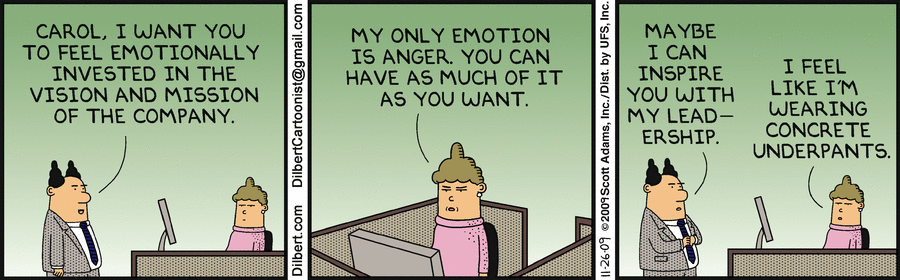 CAROL, I WANT YOU
TO FEEL EMOTIONALLY
INVESTED IN THE
VISION AND MISSION
OF THE COMPANY.
Dilbert.com DilbertCartoonist@gmail.com
MY ONLY EMOTION
IS ANGER. YOU CAN
HAVE AS MUCH OF IT
AS YOU WANT.
11-26-09 ©2009 Scott Adams, Inc./Dist. by UFS, Inc.
MAYBE
I CAN
INSPIRE
YOU WITH
MY LEAD-
ERSHIP.
I FEEL
LIKE I'M
WEARING
CONCRETE
UNDERPANTS.